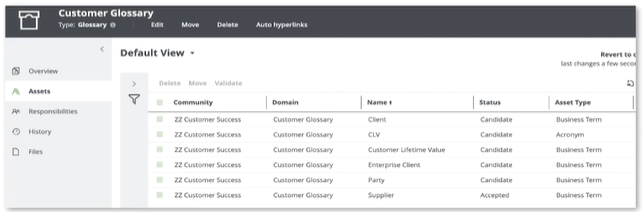 Customer Glossary
Type: Glossary
Edit Move Delete Auto hyperlinks
Default View
Revert to
last changes a few
Overview
Assets
Responsibilities
History
Files
Delete Move Validate
Community Domain Name Status Asset Type
ZZ Customer Success Customer Glossary Client Candidate Business Term
ZZ Customer Success Customer Glossary CLV Candidate Acronym
ZZ Customer Success Customer Glossary Customer Lifetime Value Candidate Business Term
ZZ Customer Success Customer Glossary Enterprise Client Candidate Business Term
ZZ Customer Success Customer Glossary Party Candidate Business Term
ZZ Customer Success Customer Glossary Supplier Accepted Business Term